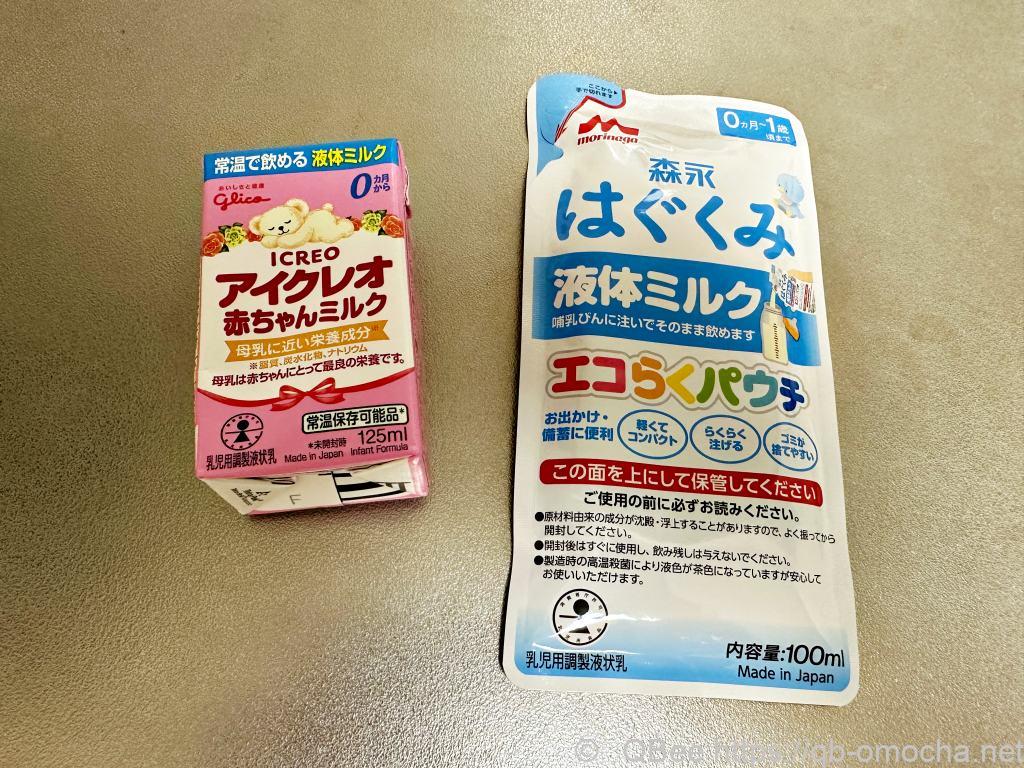 常温で飲める 液体ミルク
おいしさと健康
glico
0ヵ月から
ICREO
アイクレオ
赤ちゃんミルク
母乳に近い栄養成分※
※脂質、炭水化物、ナトリウム
母乳は赤ちゃんにとって最良の栄養です。
常温保存可能品*
*未開封時 125ml
乳児用調製液状乳 Made in Japan Infant Formula
F
ここから
手で切れます
morinaga
0ヵ月~1歳
頃まで
森永
はぐくみ
液体ミルク
哺乳びんに注いでそのまま飲めます
エコらくパウチ
お出かけ・
備蓄に便利
軽くて
コンパクト
らくらく
注げる
ゴミが
捨てやすい
この面を上にして保管してください
ご使用の前に必ずお読みください。
●原材料由来の成分が沈殿・浮上することがありますので、よく振ってから
開封してください。
●開封後はすぐに使用し、飲み残しは与えないでください。
●製造時の高温殺菌により液色が茶色になっていますが安心して
お使いいただけます。
乳児用調製液状乳
内容量:100ml
Made in Japan
© QBee https://qb-omocha.net